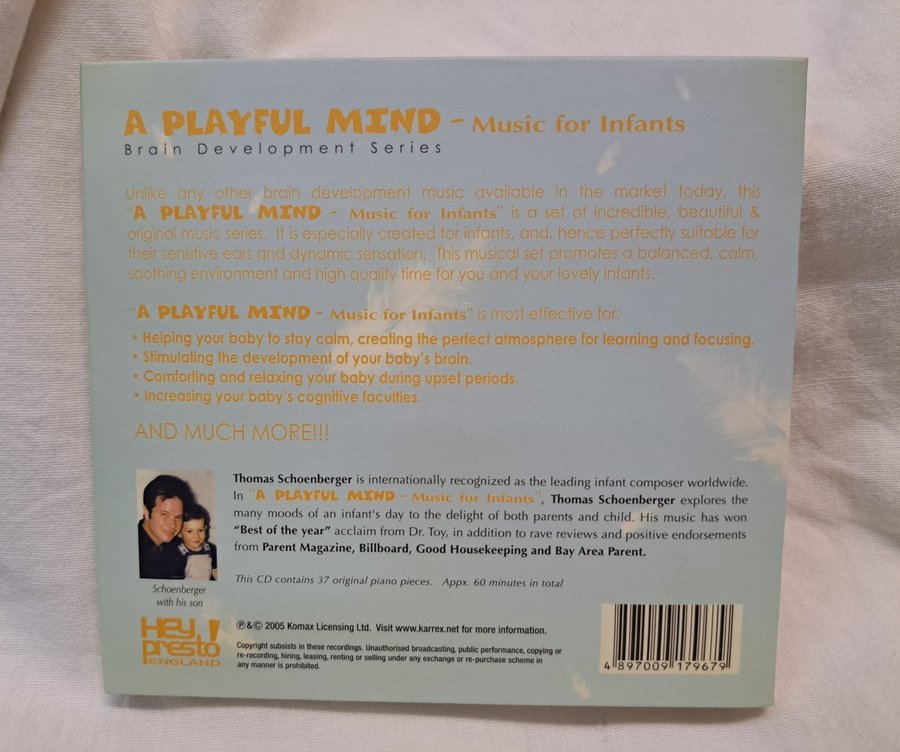 A PLAYFUL MIND - Music for Infants
Brain Development Series
Unlike any other brain development music available in the market today, this
"A PLAYFUL MIND - Music for Infants" is a set of incredible, beautiful &
original music series. It is especially created for infants, and, hence perfectly suitable for
their sensitive ears and dynamic sensation. This musical set promotes a balanced, calm,
soothing environment and high quality time for you and your lovely infants.
"A PLAYFUL MIND - Music for Infants" is most effective for:
• Helping your baby to stay calm, creating the perfect atmosphere for learning and focusing.
• Stimulating the development of your baby's brain.
• Comforting and relaxing your baby during upset periods.
• Increasing your baby's cognitive faculties.
AND MUCH MORE!!!
Thomas Schoenberger is internationally recognized as the leading infant composer worldwide.
In "A PLAYFUL MIND - Music for Infants", Thomas Schoenberger explores the
many moods of an infant's day to the delight of both parents and child. His music has won
"Best of the year" acclaim from Dr. Toy, in addition to rave reviews and positive endorsements
from Parent Magazine, Billboard, Good Housekeeping and Bay Area Parent.
This CD contains 37 original piano pieces. Appx. 60 minutes in total
Schoenberger
with his son
HEY
presto!
ENGLAND
℗&© 2005 Komax Licensing Ltd. Visit www.karrex.net for more information.
Copyright subsists in these recordings. Unauthorised broadcasting, public performance, copying or
re-recording, hiring, leasing, renting or selling under any exchange or re-purchase scheme in
any manner is prohibited.
4 897009 179679